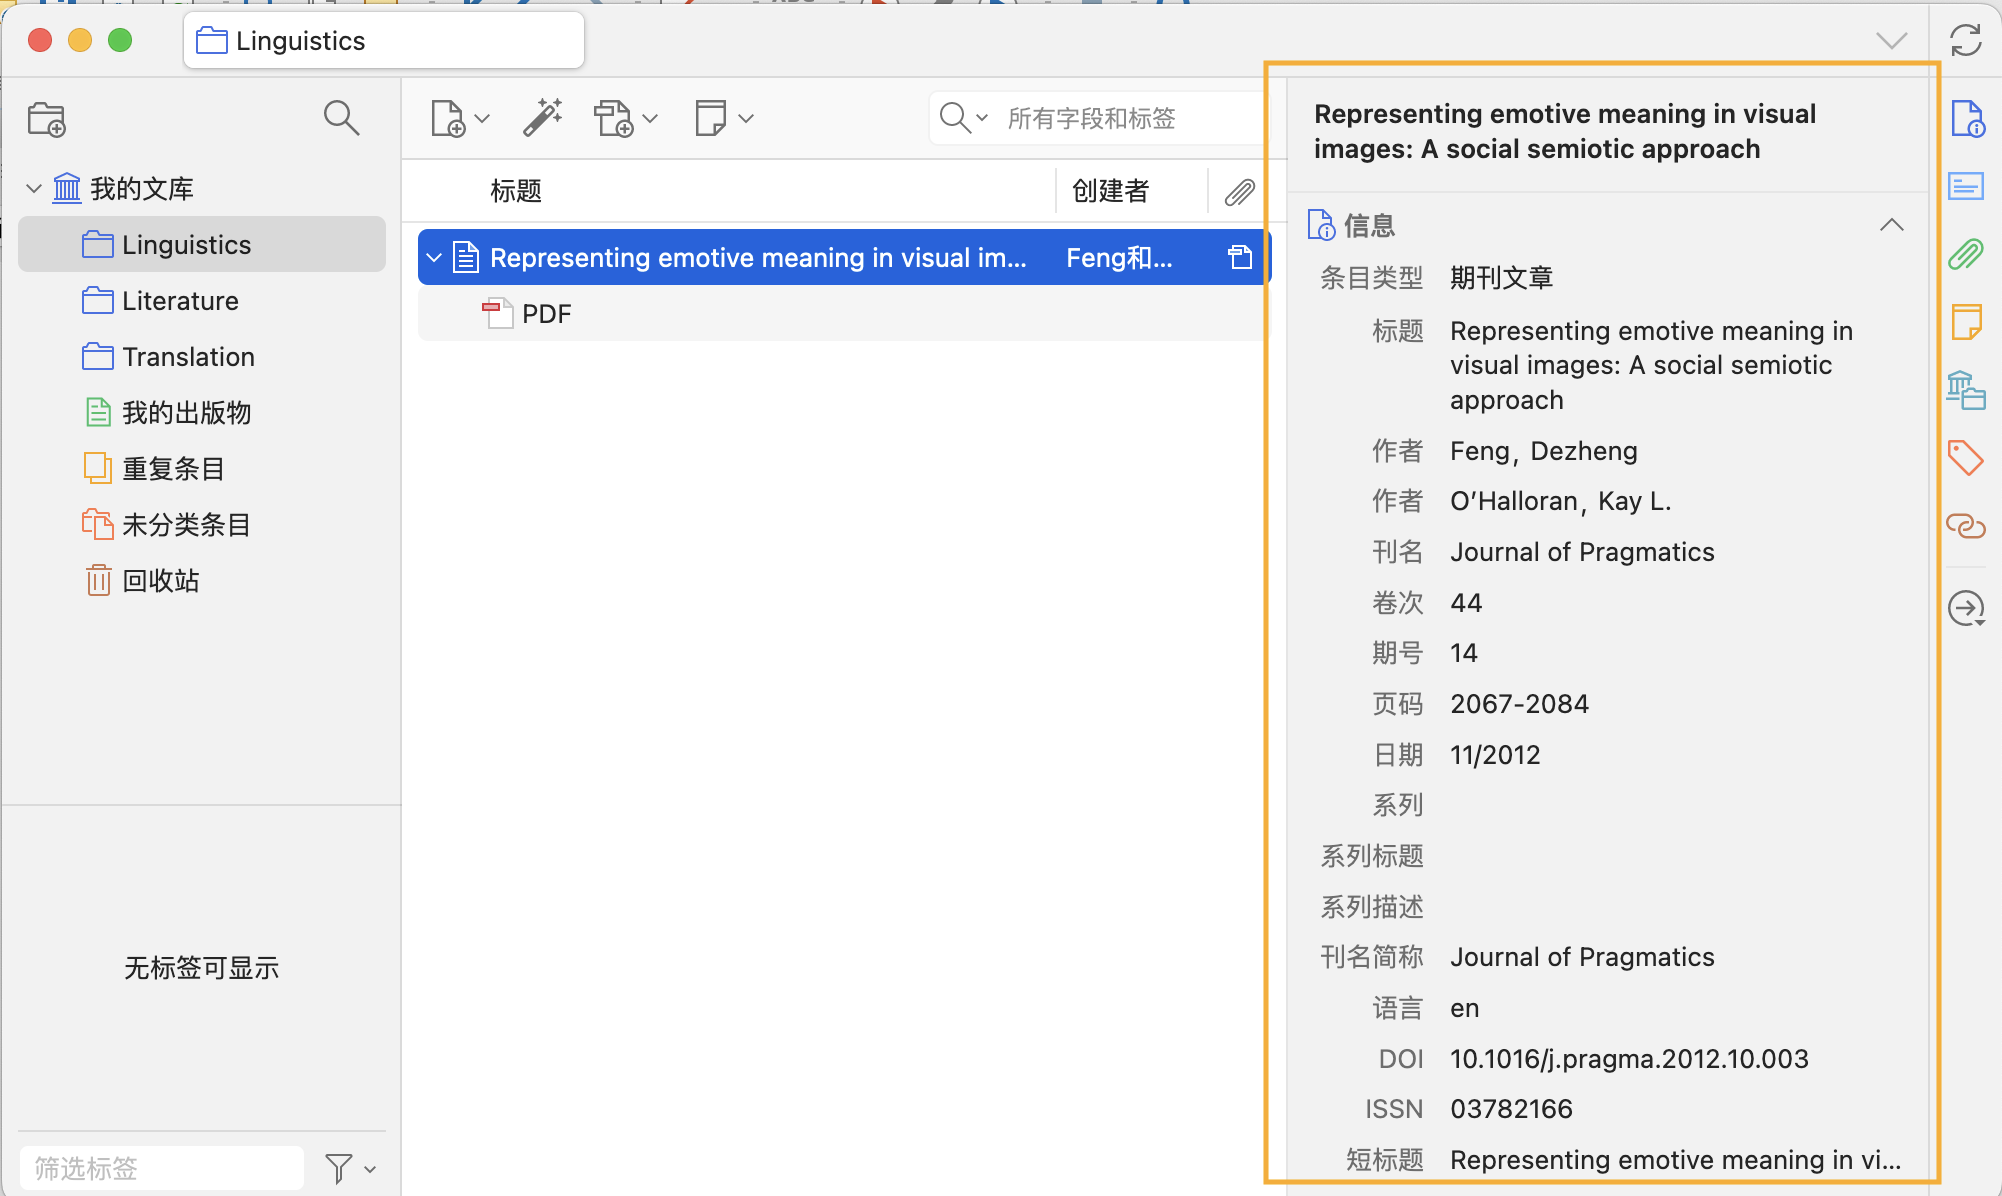 Linguistics
所有字段和标签
我的文库
Linguistics
Literature
Translation
我的出版物
重复条目
未分类条目
回收站
无标签可显示
筛选标签
标题
创建者
Representing emotive meaning in visual im...
Feng和...
PDF
Representing emotive meaning in visual
images: A social semiotic approach
信息
条目类型 期刊文章
标题 Representing emotive meaning in
visual images: A social semiotic
approach
作者 Feng, Dezheng
作者 O’Halloran, Kay L.
刊名 Journal of Pragmatics
卷次 44
期号 14
页码 2067-2084
日期 11/2012
系列
系列标题
系列描述
刊名简称 Journal of Pragmatics
语言 en
DOI 10.1016/j.pragma.2012.10.003
ISSN 03782166
短标题 Representing emotive meaning in vi...